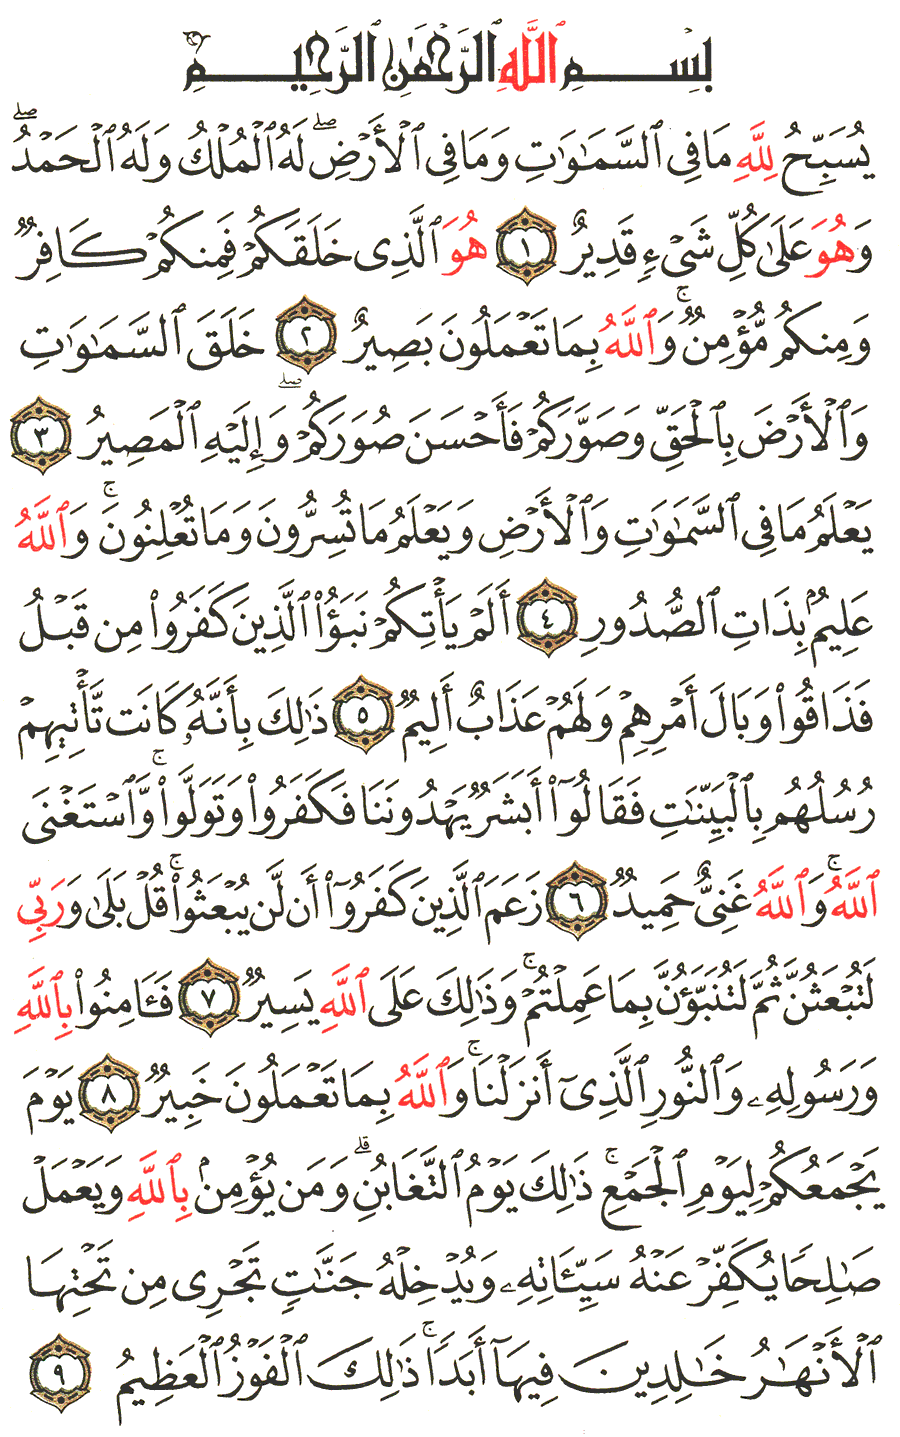 بِسْمِ ٱللَّهِ ٱلرَّحْمَٰنِ ٱلرَّحِيمِ
يُسَبِّحُ لِلَّهِ مَا فِى ٱلسَّمَٰوَٰتِ وَمَا فِى ٱلْأَرْضِ ۖ لَهُ ٱلْمُلْكُ وَلَهُ ٱلْحَمْدُ ۖ
وَهُوَ عَلَىٰ كُلِّ شَىْءٍ قَدِيرٌ ١ هُوَ ٱلَّذِى خَلَقَكُمْ فَمِنكُمْ كَافِرٌ
وَمِنكُم مُّؤْمِنٌ ۚ وَٱللَّهُ بِمَا تَعْمَلُونَ بَصِيرٌ ٢ خَلَقَ ٱلسَّمَٰوَٰتِ
وَٱلْأَرْضَ بِٱلْحَقِّ وَصَوَّرَكُمْ فَأَحْسَنَ صُوَرَكُمْ ۖ وَإِلَيْهِ ٱلْمَصِيرُ ٣
يَعْلَمُ مَا فِى ٱلسَّمَٰوَٰتِ وَٱلْأَرْضِ وَيَعْلَمُ مَا تُسِرُّونَ وَمَا تُعْلِنُونَ ۚ وَٱللَّهُ
عَلِيمٌۢ بِذَاتِ ٱلصُّدُورِ ٤ أَلَمْ يَأْتِكُمْ نَبَؤُا۟ ٱلَّذِينَ كَفَرُوا۟ مِن قَبْلُ
فَذَاقُوا۟ وَبَالَ أَمْرِهِمْ وَلَهُمْ عَذَابٌ أَلِيمٌ ٥ ذَٰلِكَ بِأَنَّهُۥ كَانَت تَّأْتِيهِمْ
رُسُلُهُم بِٱلْبَيِّنَٰتِ فَقَالُوٓا۟ أَبَشَرٌ يَهْدُونَنَا فَكَفَرُوا۟ وَتَوَلَّوا۟ ۚ وَّٱسْتَغْنَى
ٱللَّهُ ۚ وَٱللَّهُ غَنِىٌّ حَمِيدٌ ٦ زَعَمَ ٱلَّذِينَ كَفَرُوٓا۟ أَن لَّن يُبْعَثُوا۟ ۚ قُلْ بَلَىٰ وَرَبِّى
لَتُبْعَثُنَّ ثُمَّ لَتُنَبَّؤُنَّ بِمَا عَمِلْتُمْ ۚ وَذَٰلِكَ عَلَى ٱللَّهِ يَسِيرٌ ٧ فَـَٔامِنُوا۟ بِٱللَّهِ
وَرَسُولِهِۦ وَٱلنُّورِ ٱلَّذِىٓ أَنزَلْنَا ۚ وَٱللَّهُ بِمَا تَعْمَلُونَ خَبِيرٌ ٨ يَوْمَ
يَجْمَعُكُمْ لِيَوْمِ ٱلْجَمْعِ ۖ ذَٰلِكَ يَوْمُ ٱلتَّغَابُنِ ۗ وَمَن يُؤْمِنۢ بِٱللَّهِ وَيَعْمَلْ
صَٰلِحًا يُكَفِّرْ عَنْهُ سَيِّـَٔاتِهِۦ وَيُدْخِلْهُ جَنَّٰتٍ تَجْرِى مِن تَحْتِهَا
ٱلْأَنْهَٰرُ خَٰلِدِينَ فِيهَآ أَبَدًا ۚ ذَٰلِكَ ٱلْفَوْزُ ٱلْعَظِيمُ ٩